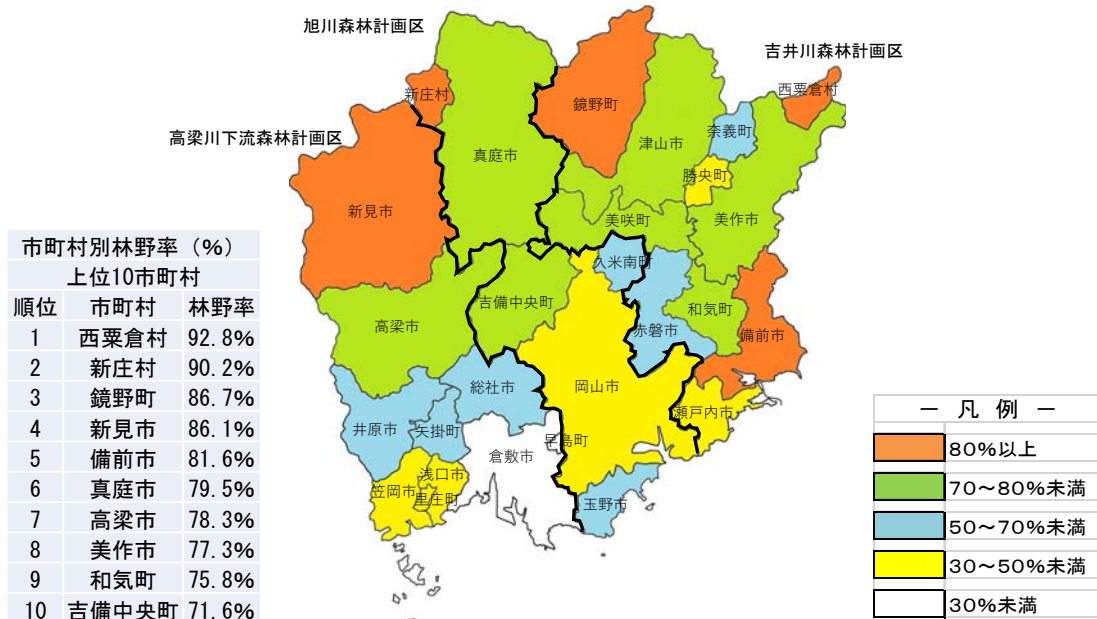 旭川森林計画区
吉井川森林計画区
高梁川下流森林計画区
西粟倉村
新庄村
鏡野町
奈義町
津山市
真庭市
勝央町
新見市
美咲町
美作市
久米南町
吉備中央町
和気町
高梁市
赤磐市
備前市
総社市
岡山市
瀬戸内市
井原市
矢掛町
早島町
倉敷市
浅口市
笠岡市
里庄町
玉野市
市町村別林野率（%）
上位10市町村
順位 市町村 林野率
1 西粟倉村 92.8%
2 新庄村 90.2%
3 鏡野町 86.7%
4 新見市 86.1%
5 備前市 81.6%
6 真庭市 79.5%
7 高梁市 78.3%
8 美作市 77.3%
9 和気町 75.8%
10 吉備中央町 71.6%
－ 凡 例 －
80%以上
70～80%未満
50～70%未満
30～50%未満
30%未満